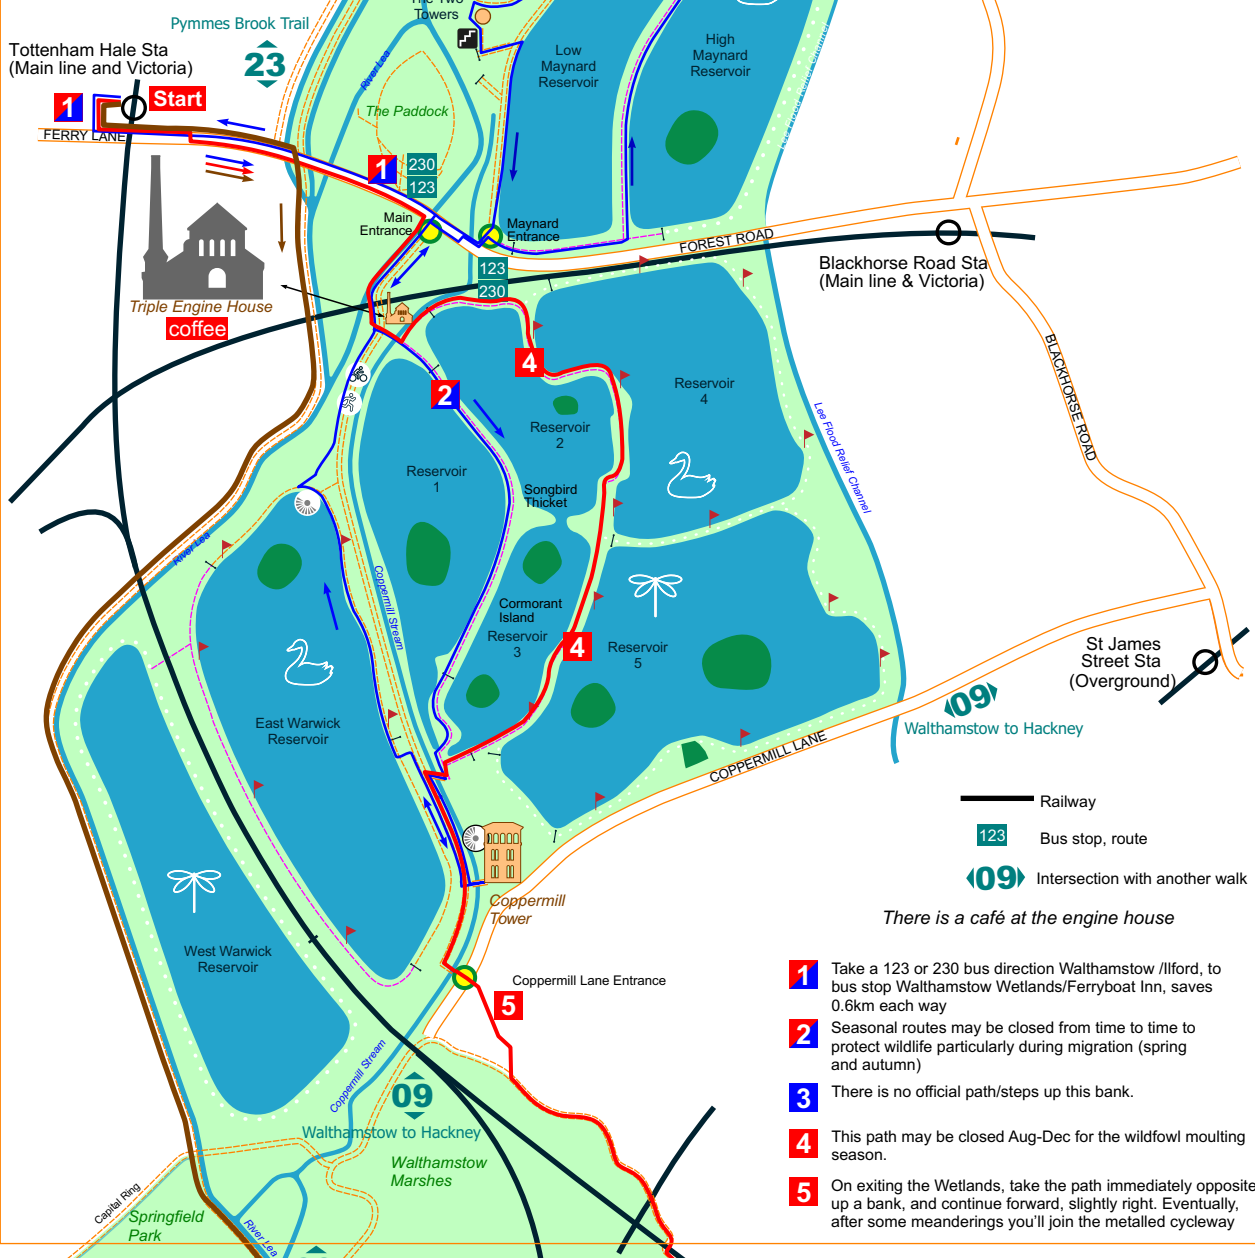 The Two
Towers
Pymmes Brook Trail
23
Tottenham Hale Sta
(Main line and Victoria)
1
Start
FERRY LANE
River Lea
The Paddock
Low
Maynard
Reservoir
High
Maynard
Reservoir
1
230
123
Main
Entrance
Maynard
Entrance
FOREST ROAD
123
230
Blackhorse Road Sta
(Main line & Victoria)
Triple Engine House
coffee
BLACKHORSE ROAD
4
2
Reservoir
4
Reservoir
2
Lee Flood Relief Channel
Reservoir
1
Songbird
Thicket
River Lea
Coppermill Stream
Cormorant
Island
Reservoir
3
4
Reservoir
5
St James
Street Sta
(Overground)
09
Walthamstow to Hackney
East Warwick
Reservoir
COPPERMILL LANE
Railway
123
Bus stop, route
09
Intersection with another walk
There is a café at the engine house
Coppermill
Tower
West Warwick
Reservoir
Coppermill Lane Entrance
5
1
Take a 123 or 230 bus direction Walthamstow /Ilford, to
bus stop Walthamstow Wetlands/Ferryboat Inn, saves
0.6km each way
2
Seasonal routes may be closed from time to time to
protect wildlife particularly during migration (spring
and autumn)
3
There is no official path/steps up this bank.
4
This path may be closed Aug-Dec for the wildfowl moulting
season.
5
On exiting the Wetlands, take the path immediately opposite
up a bank, and continue forward, slightly right. Eventually,
after some meanderings you'll join the metalled cycleway
Coppermill Stream
09
Walthamstow to Hackney
Walthamstow
Marshes
Capital Ring
Springfield
Park
River Lea